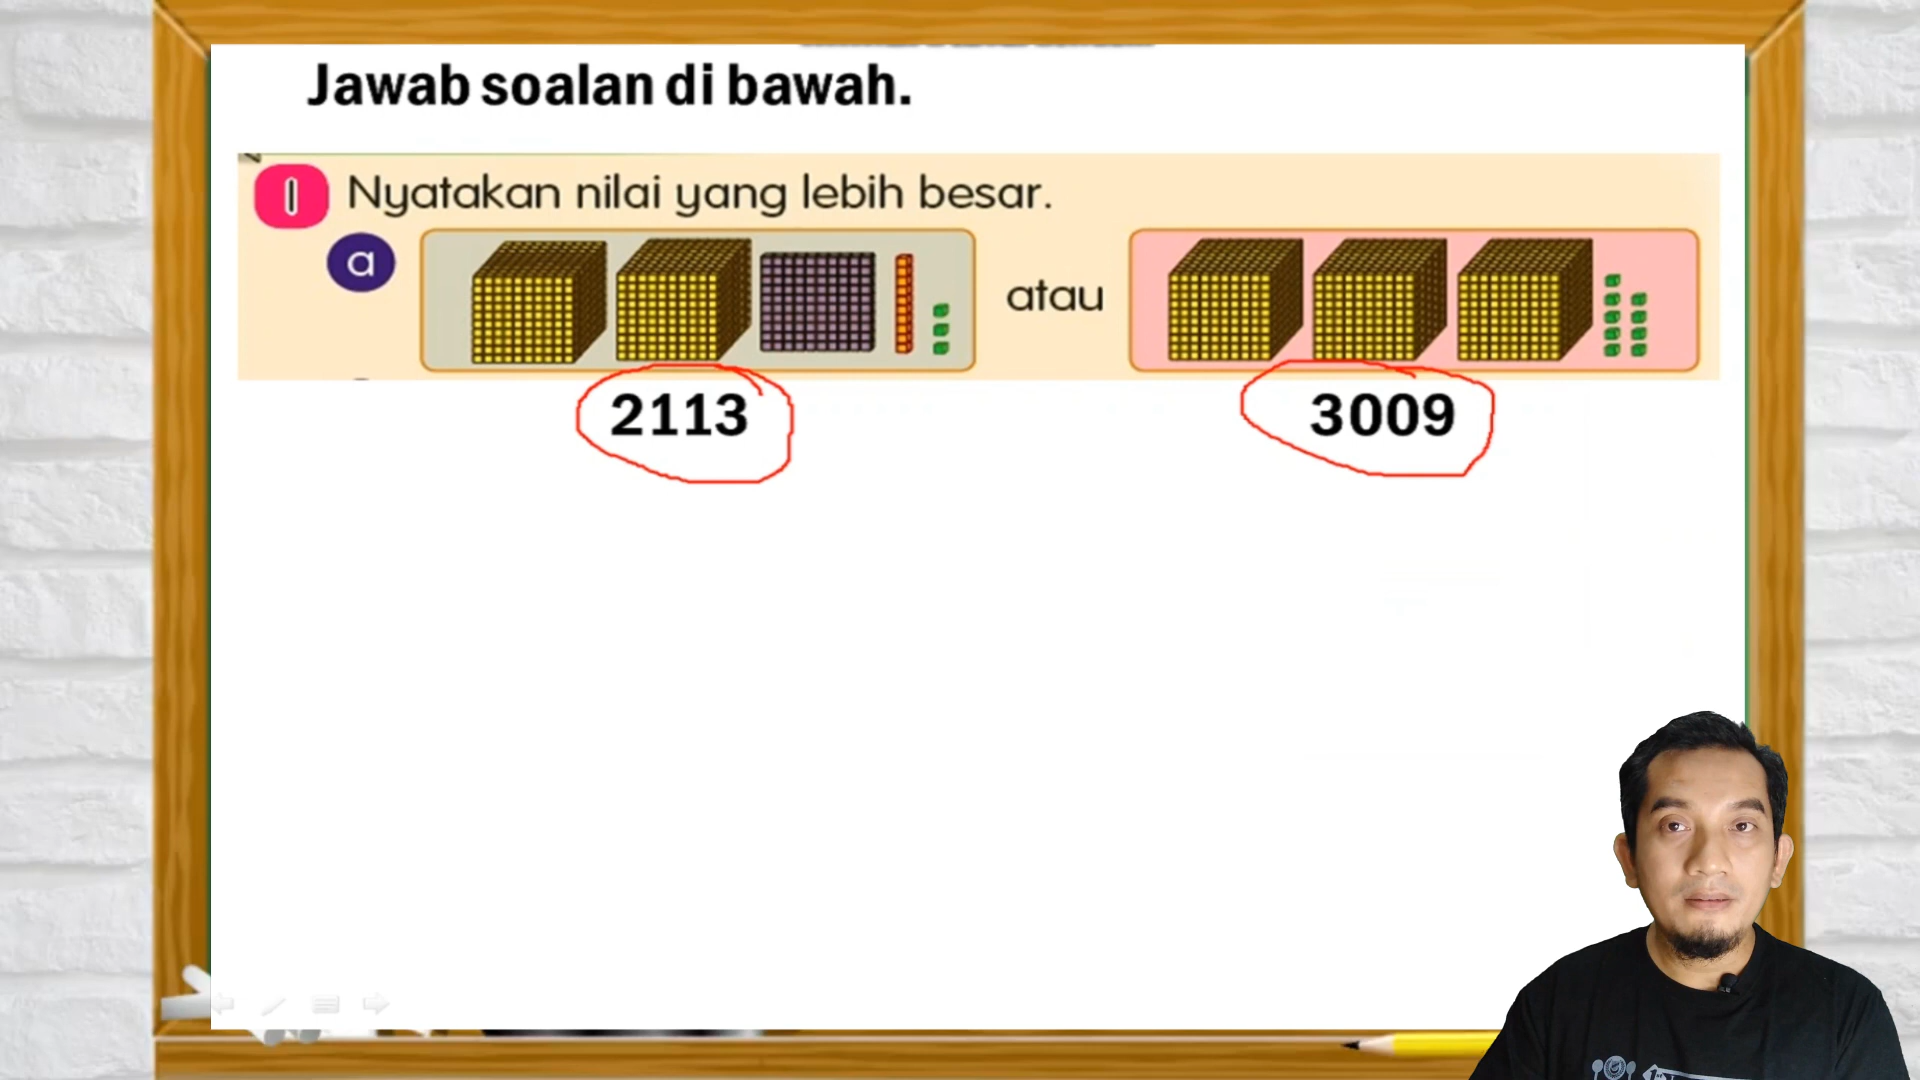 Jawab soalan di bawah.
1 Nyatakan nilai yang lebih besar.
a
atau
2113 3009